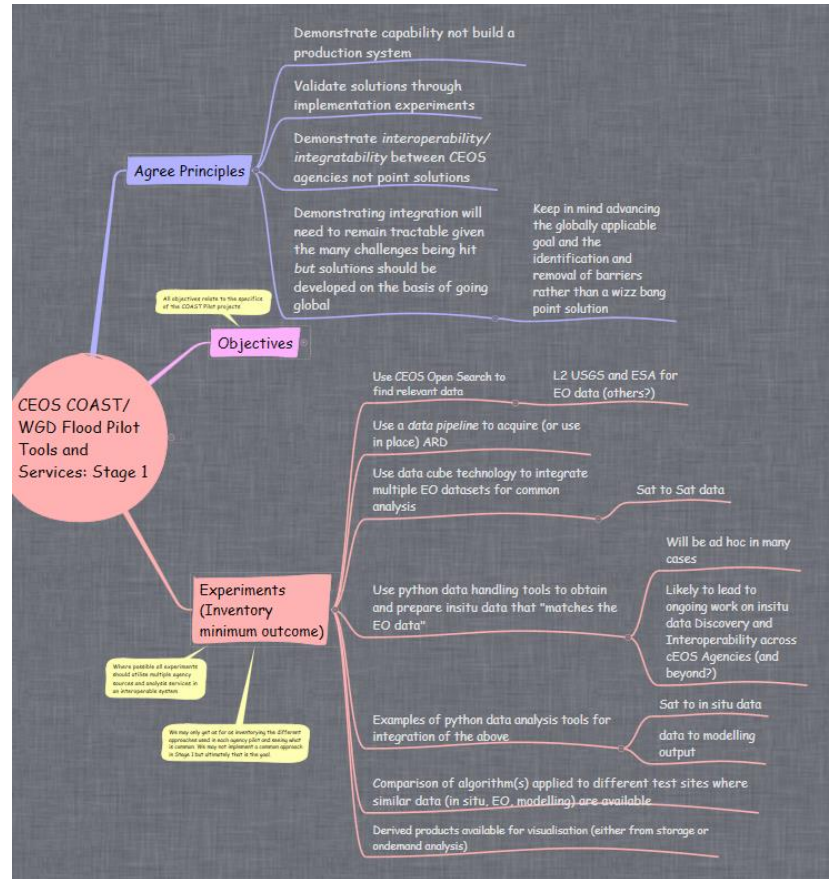 Demonstrate capability not build a
production system
Validate solutions through
implementation experiments
Demonstrate interoperability/
integratability between CEOS
agencies not point solutions
Agree Principles
Demonstrating integration will
need to remain tractable given
the many challenges being hit
but solutions should be
developed on the basis of going
global
Keep in mind advancing
the globally applicable
goal and the
identification and
removal of barriers
rather than a wizz bang
point solution
All objectives relate to the specifics
of the COAST Pilot projects
Objectives
CEOS COAST/
WGD Flood Pilot
Tools and
Services: Stage 1
Use CEOS Open Search to
find relevant data
L2 USGS and ESA for
EO data (others?)
Use a data pipeline to acquire (or use
in place) ARD
Use data cube technology to integrate
multiple EO datasets for common
analysis
Sat to Sat data
Experiments
(Inventory
minimum outcome)
Use python data handling tools to obtain
and prepare insitu data that "matches the
EO data"
Will be ad hoc in many
cases
Likely to lead to
ongoing work on insitu
data Discovery and
Interoperability across
cEOS Agencies (and
beyond?)
Where possible all experiments
should utilise multiple agency
sources and analysis services in
an interoperable system
We may only get as far as inventorying the different
approaches used in each agency pilot and seeing what
is common. We may not implement a common approach
in Stage 1 but ultimately that is the goal.
Examples of python data analysis tools for
integration of the above
Sat to in situ data
data to modelling
output
Comparison of algorithm(s) applied to different test sites where
similar data (in situ, EO, modelling) are available
Derived products available for visualisation (either from storage or
ondemand analysis)